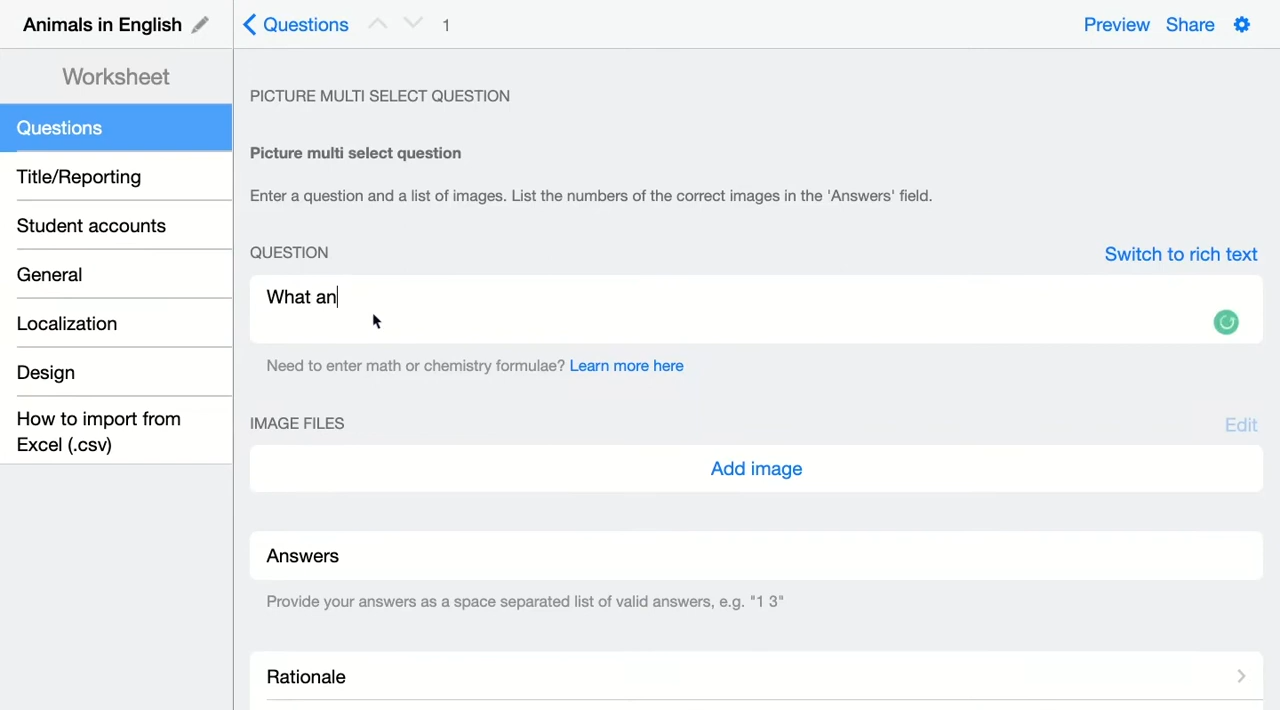 Animals in English
Questions
1
Preview
Share
Worksheet
Questions
Title/Reporting
Student accounts
General
Localization
Design
How to import from
Excel (.csv)
PICTURE MULTI SELECT QUESTION
Picture multi select question
Enter a question and a list of images. List the numbers of the correct images in the 'Answers' field.
QUESTION
Switch to rich text
What an
Need to enter math or chemistry formulae? Learn more here
IMAGE FILES
Edit
Add image
Answers
Provide your answers as a space separated list of valid answers, e.g. "1 3"
Rationale